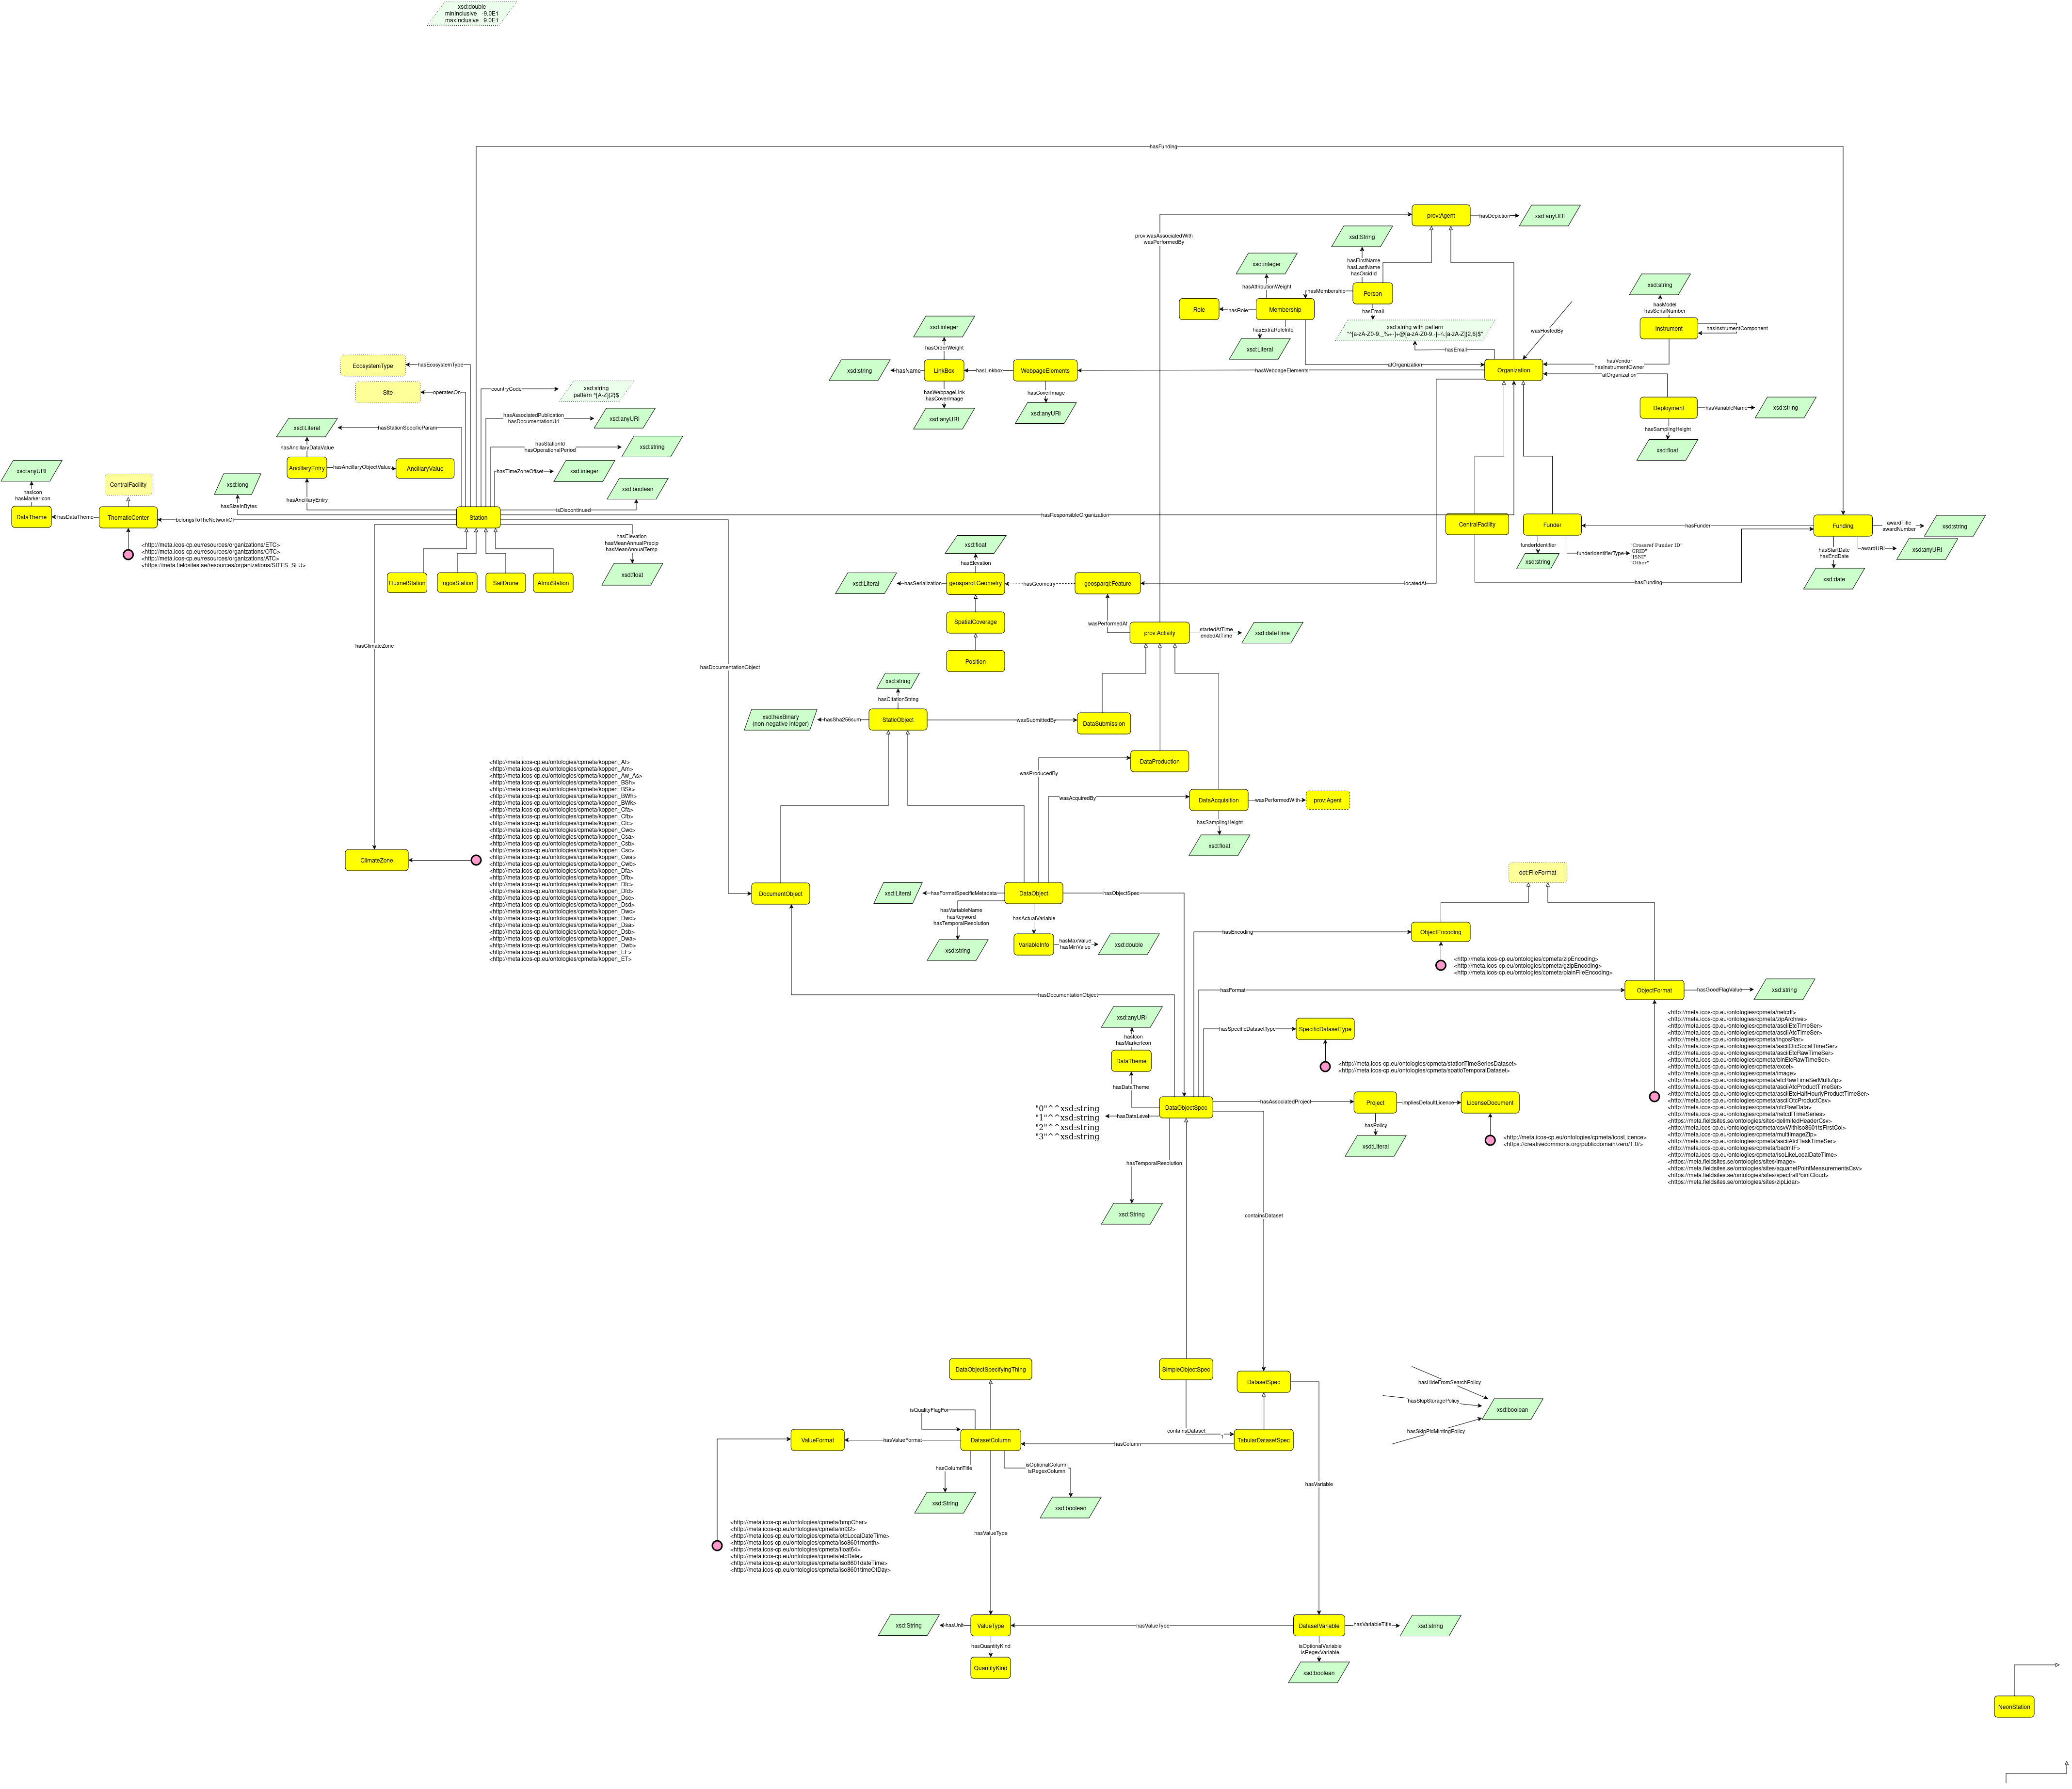 xsd:double
minInclusive -9.0E1
maxInclusive 9.0E1
hasFunding
prov:Agent
hasDepiction
xsd:anyURI
prov:wasAssociatedWith
wasPerformedBy
xsd:String
hasFirstName
hasLastName
hasOrcidId
xsd:integer
hasAttributionWeight
hasMembership
Person
Role
hasRole
Membership
hasEmail
hasExtraRoleInfo
xsd:Literal
xsd:string with pattern
hasEmail
atOrganization
xsd:string
hasModel
hasSerialNumber
Instrument
hasInstrumentComponent
wasHostedBy
hasVendor
hasInstrumentOwner
atOrganization
Organization
Deployment
hasVariableName
xsd:string
hasSamplingHeight
xsd:float
xsd:integer
hasOrderWeight
xsd:string
hasName
LinkBox
hasLinkbox
WebpageElements
hasWebpageElements
hasWebpageLink
hasCoverImage
xsd:anyURI
hasCoverImage
xsd:anyURI
EcosystemType
hasEcosystemType
Site
operatesOn
countryCode
xsd:string
pattern ^[A-Z]{2}$
hasAssociatedPublication
hasDocumentationUri
xsd:anyURI
xsd:Literal
hasStationSpecificParam
hasAncillaryDataValue
hasStationId
hasOperationalPeriod
xsd:string
AncillaryEntry
hasAncillaryObjectValue
AncillaryValue
hasTimeZoneOffset
xsd:integer
xsd:anyURI
hasIcon
hasMarkerIcon
CentralFacility
xsd:long
hasSizeInBytes
hasAncillaryEntry
xsd:boolean
isDiscontinued
DataTheme
hasDataTheme
ThematicCenter
belongsToTheNetworkOf
Station
hasResponsibleOrganization
<http://meta.icos-cp.eu/resources/organizations/ETC>
<http://meta.icos-cp.eu/resources/organizations/OTC>
<http://meta.icos-cp.eu/resources/organizations/ATC>
<https://meta.fieldsites.se/resources/organizations/SITES_SLU>
hasElevation
hasMeanAnnualPrecip
hasMeanAnnualTemp
xsd:float
FluxnetStation
IngosStation
SailDrone
AtmoStation
CentralFacility
Funder
hasFunder
Funding
awardTitle
awardNumber
xsd:string
awardURI
xsd:anyURI
hasStartDate
hasEndDate
xsd:date
funderIdentifier
xsd:string
funderIdentifierType
"Crossref Funder ID"
"GRID"
"ISNI"
"Other"
hasFunding
xsd:float
hasElevation
xsd:Literal
hasSerialization
geosparql:Geometry
hasGeometry
geosparql:Feature
locatedAt
SpatialCoverage
Position
wasPerformedAt
prov:Activity
startedAtTime
endedAtTime
xsd:dateTime
hasClimateZone
hasDocumentationObject
xsd:string
hasCitationString
xsd:hexBinary
(non-negative integer)
hasSha256sum
StaticObject
wasSubmittedBy
DataSubmission
DataProduction
wasProducedBy
wasAcquiredBy
DataAcquisition
wasPerformedWith
prov:Agent
hasSamplingHeight
xsd:float
<http://meta.icos-cp.eu/ontologies/cpmeta/koppen_Af>
<http://meta.icos-cp.eu/ontologies/cpmeta/koppen_Am>
<http://meta.icos-cp.eu/ontologies/cpmeta/koppen_Aw_As>
<http://meta.icos-cp.eu/ontologies/cpmeta/koppen_BSh>
<http://meta.icos-cp.eu/ontologies/cpmeta/koppen_BSk>
<http://meta.icos-cp.eu/ontologies/cpmeta/koppen_BWh>
<http://meta.icos-cp.eu/ontologies/cpmeta/koppen_BWk>
<http://meta.icos-cp.eu/ontologies/cpmeta/koppen_Cfa>
<http://meta.icos-cp.eu/ontologies/cpmeta/koppen_Cfb>
<http://meta.icos-cp.eu/ontologies/cpmeta/koppen_Cfc>
<http://meta.icos-cp.eu/ontologies/cpmeta/koppen_Cwc>
<http://meta.icos-cp.eu/ontologies/cpmeta/koppen_Csa>
<http://meta.icos-cp.eu/ontologies/cpmeta/koppen_Csb>
<http://meta.icos-cp.eu/ontologies/cpmeta/koppen_Csc>
<http://meta.icos-cp.eu/ontologies/cpmeta/koppen_Cwa>
<http://meta.icos-cp.eu/ontologies/cpmeta/koppen_Cwb>
<http://meta.icos-cp.eu/ontologies/cpmeta/koppen_Dfa>
<http://meta.icos-cp.eu/ontologies/cpmeta/koppen_Dfb>
<http://meta.icos-cp.eu/ontologies/cpmeta/koppen_Dfc>
<http://meta.icos-cp.eu/ontologies/cpmeta/koppen_Dfd>
<http://meta.icos-cp.eu/ontologies/cpmeta/koppen_Dsc>
<http://meta.icos-cp.eu/ontologies/cpmeta/koppen_Dsd>
<http://meta.icos-cp.eu/ontologies/cpmeta/koppen_Dwc>
<http://meta.icos-cp.eu/ontologies/cpmeta/koppen_Dwd>
<http://meta.icos-cp.eu/ontologies/cpmeta/koppen_Dsa>
<http://meta.icos-cp.eu/ontologies/cpmeta/koppen_Dsb>
<http://meta.icos-cp.eu/ontologies/cpmeta/koppen_Dwa>
<http://meta.icos-cp.eu/ontologies/cpmeta/koppen_Dwb>
<http://meta.icos-cp.eu/ontologies/cpmeta/koppen_EF>
<http://meta.icos-cp.eu/ontologies/cpmeta/koppen_ET>
ClimateZone
DocumentObject
xsd:Literal
hasFormatSpecificMetadata
DataObject
hasObjectSpec
hasVariableName
hasKeyword
hasTemporalResolution
xsd:string
hasActualVariable
VariableInfo
hasMaxValue
hasMinValue
xsd:double
dct:FileFormat
hasEncoding
ObjectEncoding
<http://meta.icos-cp.eu/ontologies/cpmeta/zipEncoding>
<http://meta.icos-cp.eu/ontologies/cpmeta/gzipEncoding>
<http://meta.icos-cp.eu/ontologies/cpmeta/plainFileEncoding>
hasDocumentationObject
hasFormat
ObjectFormat
hasGoodFlagValue
xsd:string
<http://meta.icos-cp.eu/ontologies/cpmeta/netcdf>
<http://meta.icos-cp.eu/ontologies/cpmeta/zipArchive>
<http://meta.icos-cp.eu/ontologies/cpmeta/asciiEtcTimeSer>
<http://meta.icos-cp.eu/ontologies/cpmeta/asciiAtcTimeSer>
<http://meta.icos-cp.eu/ontologies/cpmeta/ingosRar>
<http://meta.icos-cp.eu/ontologies/cpmeta/asciiOtcSocatTimeSer>
<http://meta.icos-cp.eu/ontologies/cpmeta/asciiEtcRawTimeSer>
<http://meta.icos-cp.eu/ontologies/cpmeta/binEtcRawTimeSer>
<http://meta.icos-cp.eu/ontologies/cpmeta/excel>
<http://meta.icos-cp.eu/ontologies/cpmeta/image>
<http://meta.icos-cp.eu/ontologies/cpmeta/etcRawTimeSerMultiZip>
<http://meta.icos-cp.eu/ontologies/cpmeta/asciiAtcProductTimeSer>
<http://meta.icos-cp.eu/ontologies/cpmeta/asciiEtcHalfHourlyProductTimeSer>
<http://meta.icos-cp.eu/ontologies/cpmeta/asciiOtcProductCsv>
<http://meta.icos-cp.eu/ontologies/cpmeta/otcRawData>
<http://meta.icos-cp.eu/ontologies/cpmeta/netcdfTimeSeries>
<https://meta.fieldsites.se/ontologies/sites/delimitedHeaderCsv>
<http://meta.icos-cp.eu/ontologies/cpmeta/csvWithIso8601tsFirstCol>
<http://meta.icos-cp.eu/ontologies/cpmeta/multiImageZip>
<http://meta.icos-cp.eu/ontologies/cpmeta/asciiAtcFlaskTimeSer>
<http://meta.icos-cp.eu/ontologies/cpmeta/badmIF>
<http://meta.icos-cp.eu/ontologies/cpmeta/isoLikeLocalDateTime>
<https://meta.fieldsites.se/ontologies/sites/image>
<https://meta.fieldsites.se/ontologies/sites/aquanetPointMeasurementsCsv>
<https://meta.fieldsites.se/ontologies/sites/spectralPointCloud>
<https://meta.fieldsites.se/ontologies/sites/zipLidar>
xsd:anyURI
hasIcon
hasMarkerIcon
DataTheme
hasDataTheme
hasSpecificDatasetType
SpecificDatasetType
<http://meta.icos-cp.eu/ontologies/cpmeta/stationTimeSeriesDataset>
<http://meta.icos-cp.eu/ontologies/cpmeta/spatioTemporalDataset>
"0"^^xsd:string
"1"^^xsd:string
"2"^^xsd:string
"3"^^xsd:string
hasDataLevel
DataObjectSpec
hasAssociatedProject
Project
impliesDefaultLicence
LicenseDocument
hasPolicy
xsd:Literal
<http://meta.icos-cp.eu/ontologies/cpmeta/icosLicence>
<https://creativecommons.org/publicdomain/zero/1.0/>
hasTemporalResolution
xsd:String
containsDataset
DataObjectSpecifyingThing
SimpleObjectSpec
DatasetSpec
hasHideFromSearchPolicy
hasSkipStoragePolicy
hasSkipPidMintingPolicy
xsd:boolean
isQualityFlagFor
ValueFormat
hasValueFormat
DatasetColumn
hasColumn
containsDataset
1
TabularDatasetSpec
hasColumnTitle
xsd:String
isOptionalColumn
isRegexColumn
xsd:boolean
hasVariable
<http://meta.icos-cp.eu/ontologies/cpmeta/bmpChar>
<http://meta.icos-cp.eu/ontologies/cpmeta/int32>
<http://meta.icos-cp.eu/ontologies/cpmeta/etcLocalDateTime>
<http://meta.icos-cp.eu/ontologies/cpmeta/iso8601month>
<http://meta.icos-cp.eu/ontologies/cpmeta/float64>
<http://meta.icos-cp.eu/ontologies/cpmeta/etcDate>
<http://meta.icos-cp.eu/ontologies/cpmeta/iso8601dateTime>
<http://meta.icos-cp.eu/ontologies/cpmeta/iso8601timeOfDay>
hasValueType
xsd:String
hasUnit
ValueType
hasValueType
DatasetVariable
hasVariableTitle
xsd:string
hasQuantityKind
QuantityKind
isOptionalVariable
isRegexVariable
xsd:boolean
NeonStation